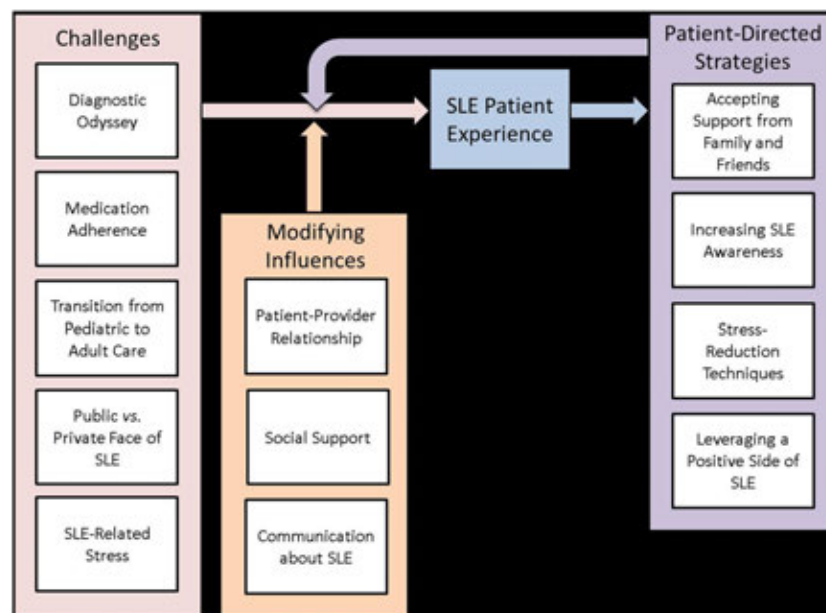 Challenges
Diagnostic
Odyssey
Medication
Adherence
Transition from
Pediatric to
Adult Care
Public vs.
Private Face of
SLE
SLE-Related
Stress
Modifying
Influences
Patient-Provider
Relationship
Social Support
Communication
about SLE
SLE Patient
Experience
Patient-Directed
Strategies
Accepting
Support from
Family and
Friends
Increasing SLE
Awareness
Stress-
Reduction
Techniques
Leveraging a
Positive Side of
SLE